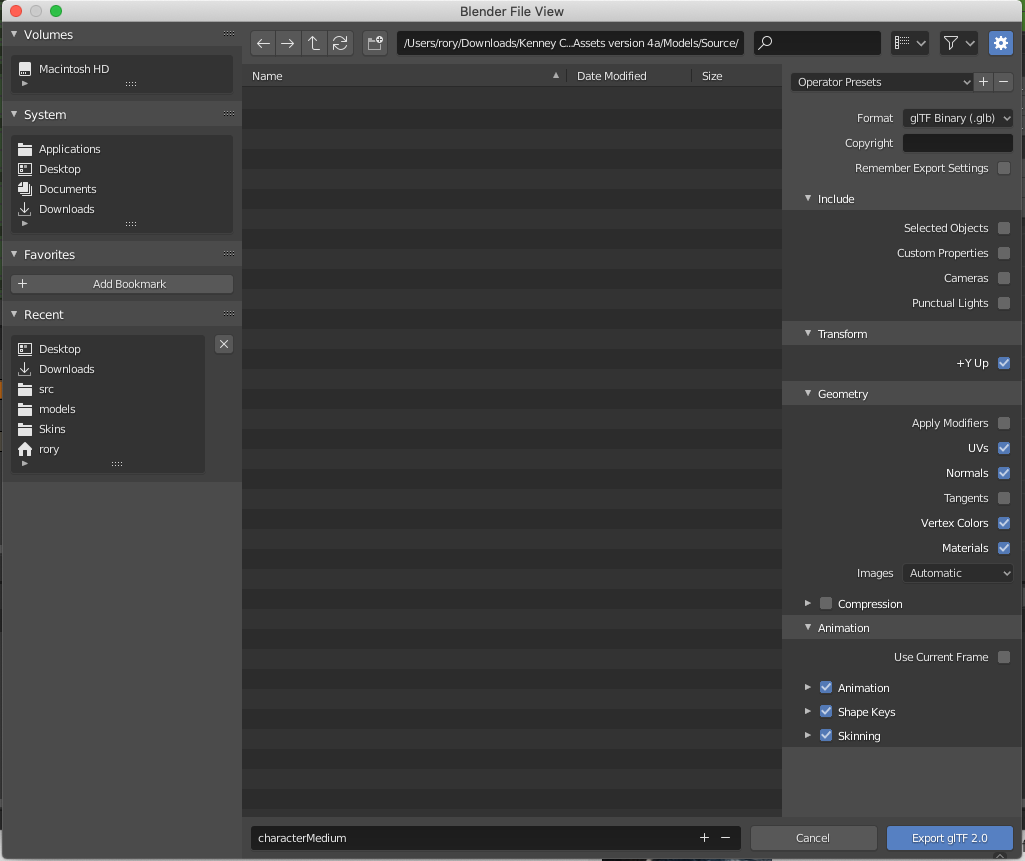 Blender File View
Volumes
Macintosh HD
System
Applications
Desktop
Documents
Downloads
Favorites
Add Bookmark
Recent
Desktop
Downloads
src
models
Skins
rory
/Users/rory/Downloads/Kenney C...Assets version 4a/Models/Source/
Name Date Modified Size
Operator Presets
Format glTF Binary (.glb)
Copyright
Remember Export Settings
Include
Selected Objects
Custom Properties
Cameras
Punctual Lights
Transform
+Y Up
Geometry
Apply Modifiers
UVs
Normals
Tangents
Vertex Colors
Materials
Images Automatic
Compression
Animation
Use Current Frame
Animation
Shape Keys
Skinning
characterMedium
Cancel
Export glTF 2.0